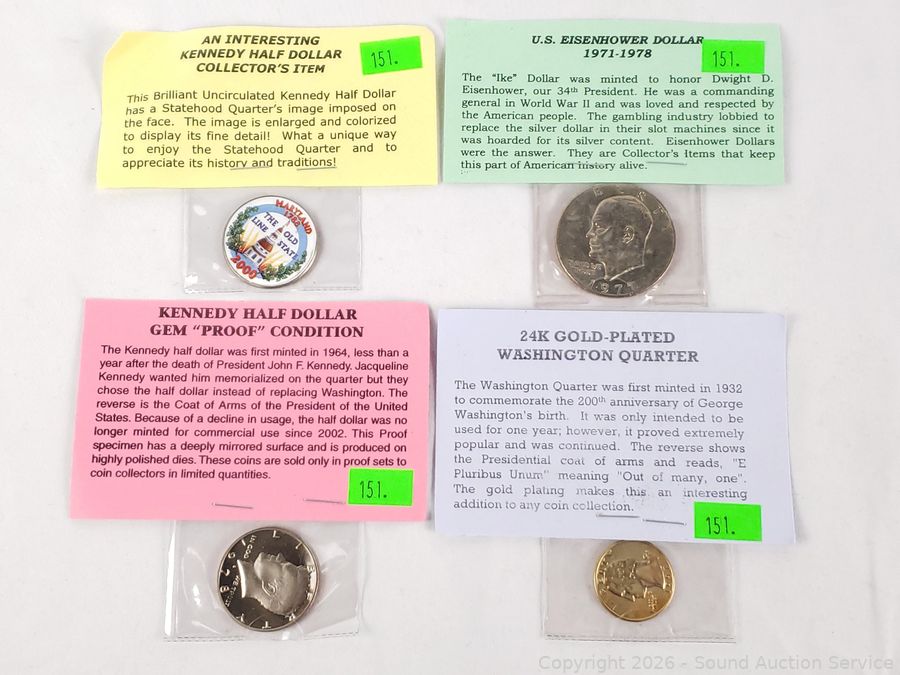 AN INTERESTING
KENNEDY HALF DOLLAR
COLLECTOR'S ITEM
151.
This Brilliant Uncirculated Kennedy Half Dollar
has a Statehood Quarter's image imposed on
the face. The image is enlarged and colorized
to display its fine detail! What a unique way
to enjoy the Statehood Quarter and to
appreciate its history and traditions!
MARYLAND
1788
THE OLD
LINE STATE
2000
U.S. EISENHOWER DOLLAR
1971-1978
151.
The "Ike" Dollar was minted to honor Dwight D.
Eisenhower, our 34th President. He was a commanding
general in World War II and was loved and respected by
the American people. The gambling industry lobbied to
replace the silver dollar in their slot machines since it
was hoarded for its silver content. Eisenhower Dollars
were the answer. They are Collector's Items that keep
this part of American history alive.
LIBERTY
1977
KENNEDY HALF DOLLAR
GEM "PROOF" CONDITION
The Kennedy half dollar was first minted in 1964, less than a
year after the death of President John F. Kennedy. Jacqueline
Kennedy wanted him memorialized on the quarter but they
chose the half dollar instead of replacing Washington. The
reverse is the Coat of Arms of the President of the United
States. Because of a decline in usage, the half dollar was no
longer minted for commercial use since 2002. This Proof
specimen has a deeply mirrored surface and is produced on
highly polished dies. These coins are sold only in proof sets to
coin collectors in limited quantities.
151.
LIBERTY
IN GOD
WE TRUST
24K GOLD-PLATED
WASHINGTON QUARTER
The Washington Quarter was first minted in 1932
to commemorate the 200th anniversary of George
Washington's birth. It was only intended to be
used for one year; however, it proved extremely
popular and was continued. The reverse shows
the Presidential coat of arms and reads, "E
Pluribus Unum" meaning "Out of many, one".
The gold plating makes this an interesting
addition to any coin collection.
151.
Copyright 2026 - Sound Auction Service